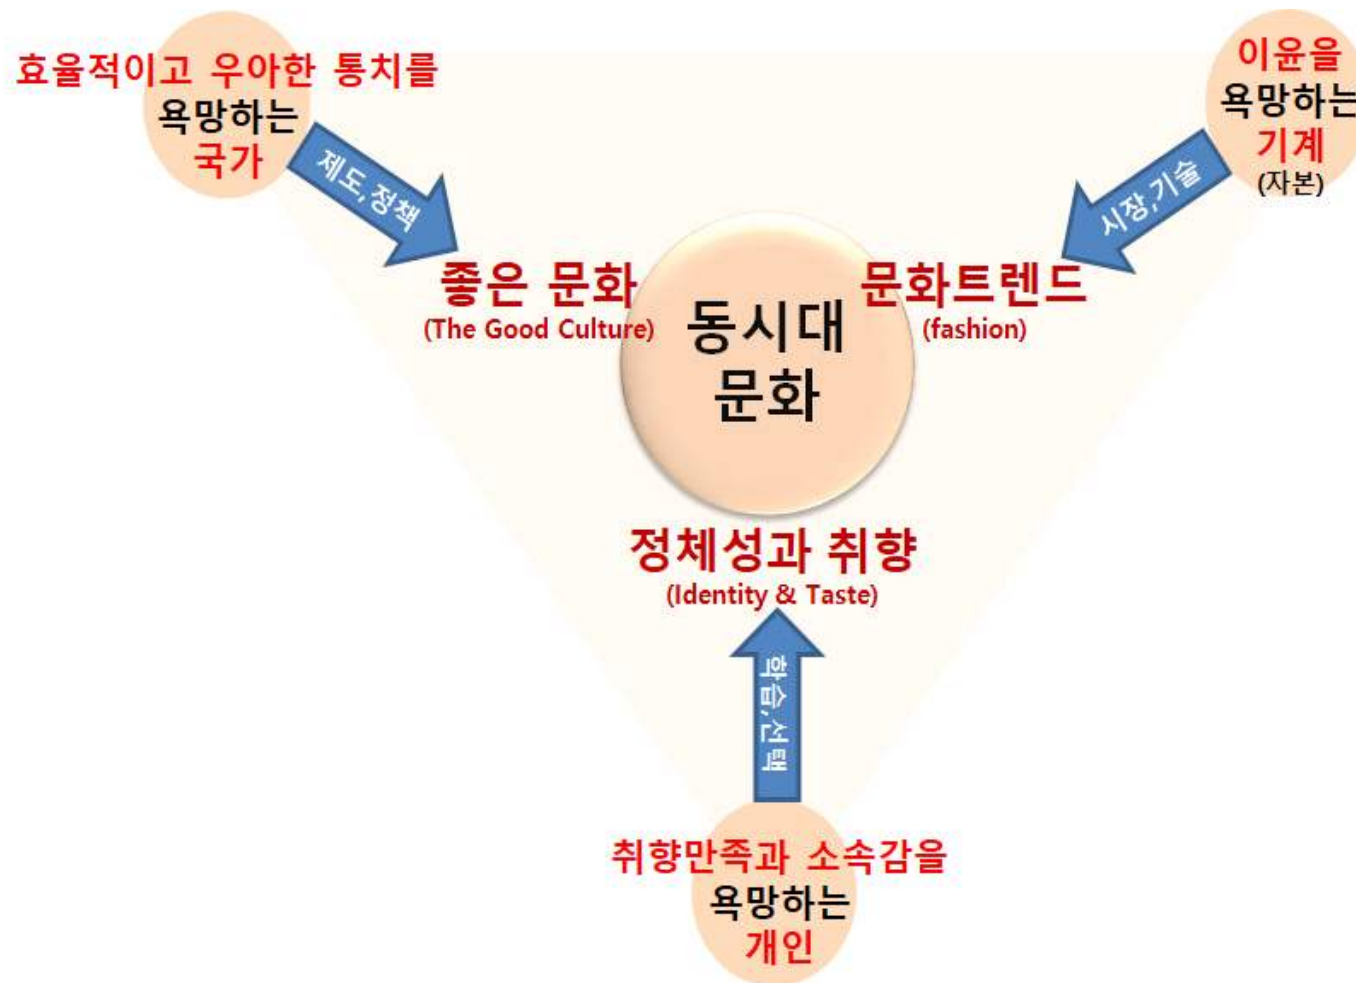 효율적이고 우아한 통치를
욕망하는
국가
이윤을
욕망하는
기계
(자본)
제도,정책
시장,기술
좋은 문화
(The Good Culture)
동시대
문화
문화트렌드
(fashion)
정체성과 취향
(Identity & Taste)
학습,선택
취향만족과 소속감을
욕망하는
개인